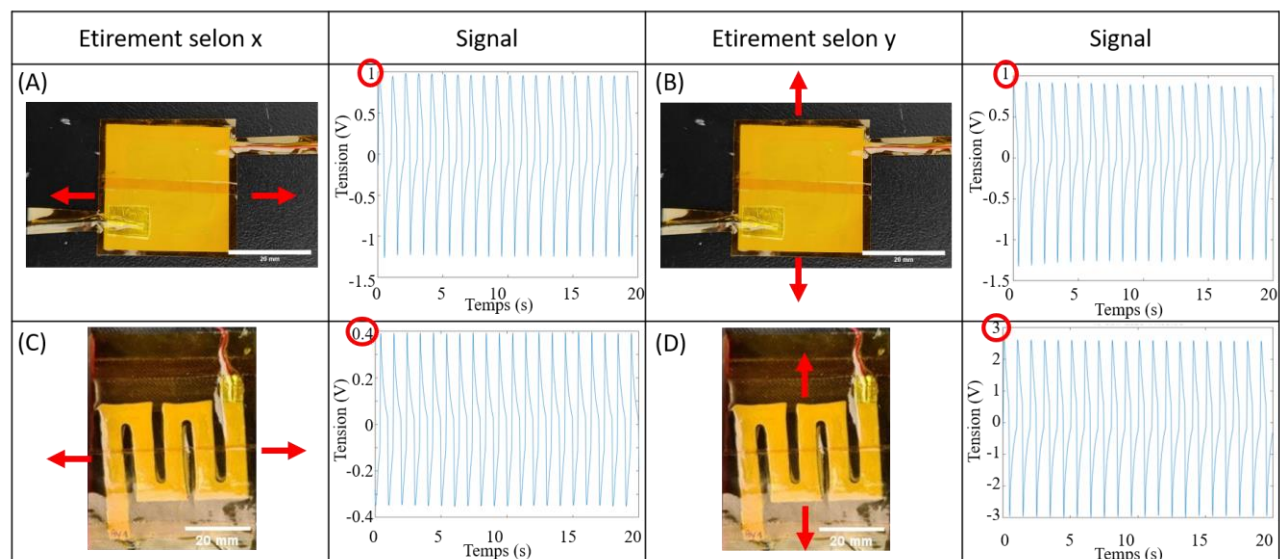 Etirement selon x
Signal
Etirement selon y
Signal
(A)
20 mm
1
0.5
0
-0.5
-1
-1.5
Tension (V)
0 5 10 15 20
Temps (s)
(B)
20 mm
1
0.5
0
-0.5
-1
-1.5
Tension (V)
0 5 10 15 20
Temps (s)
(C)
20 mm
0.4
0.2
0
-0.2
-0.4
Tension (V)
0 5 10 15 20
Temps (s)
(D)
20 mm
3
2
1
0
-1
-2
-3
Tension (V)
0 5 10 15 20
Temps (s)